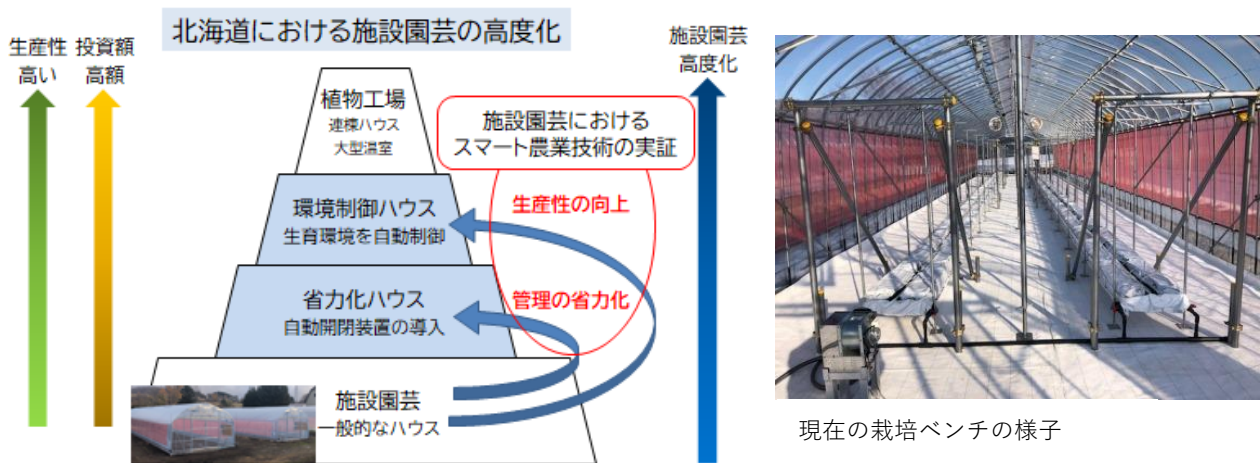 北海道における施設園芸の高度化
生産性
高い
投資額
高額
施設園芸
高度化
植物工場
連棟ハウス
大型温室
施設園芸における
スマート農業技術の実証
環境制御ハウス
生育環境を自動制御
生産性の向上
省力化ハウス
自動開閉装置の導入
管理の省力化
施設園芸
一般的なハウス
現在の栽培ベンチの様子